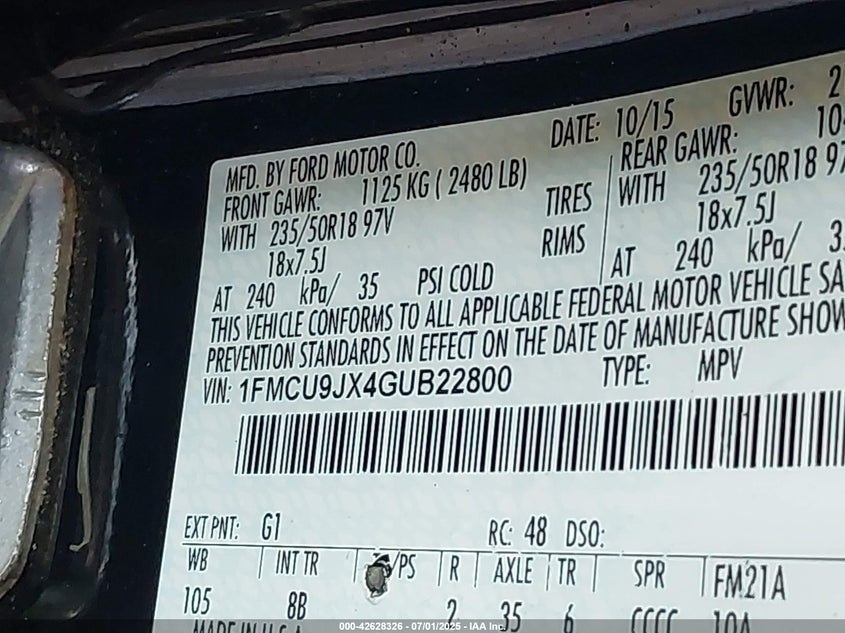 MFD. BY FORD MOTOR CO. DATE: 10/15 GVWR:
FRONT GAWR: 1125 KG ( 2480 LB) REAR GAWR:
WITH 235/50R18 97V TIRES WITH 235/50R18
18x7.5J RIMS 18x7.5J
AT 240 kPa/ 35 PSI COLD AT 240 kPa/
THIS VEHICLE CONFORMS TO ALL APPLICABLE FEDERAL MOTOR VEHICLE
PREVENTION STANDARDS IN EFFECT ON THE DATE OF MANUFACTURE
VIN: 1FMCU9JX4GUB22800 TYPE: MPV
EXT PNT: G1 RC: 48 DSO:
WB INT TR /PS R AXLE TR SPR FM21A
105 8B 2 35 6 CCCC 10A
MADE IN U.S.A
000-42628326 - 07/01/2025 - IAA Inc.